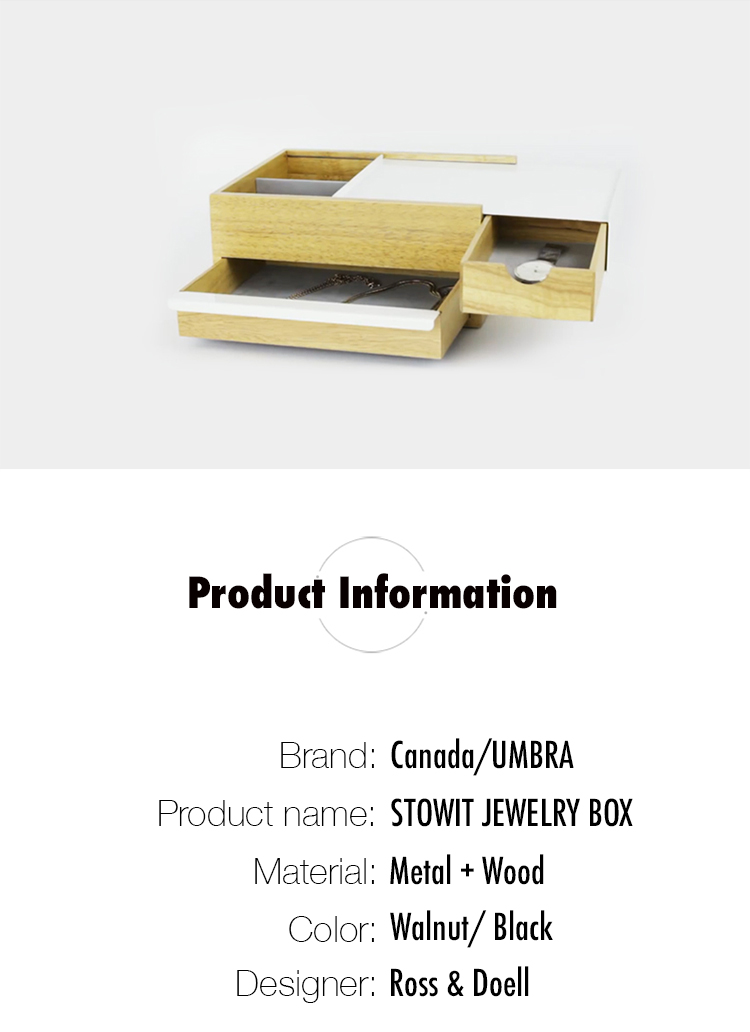 Product Information
Brand: Canada/UMBRA
Product name: STOWIT JEWELRY BOX
Material: Metal + Wood
Color: Walnut/ Black
Designer: Ross & Doell